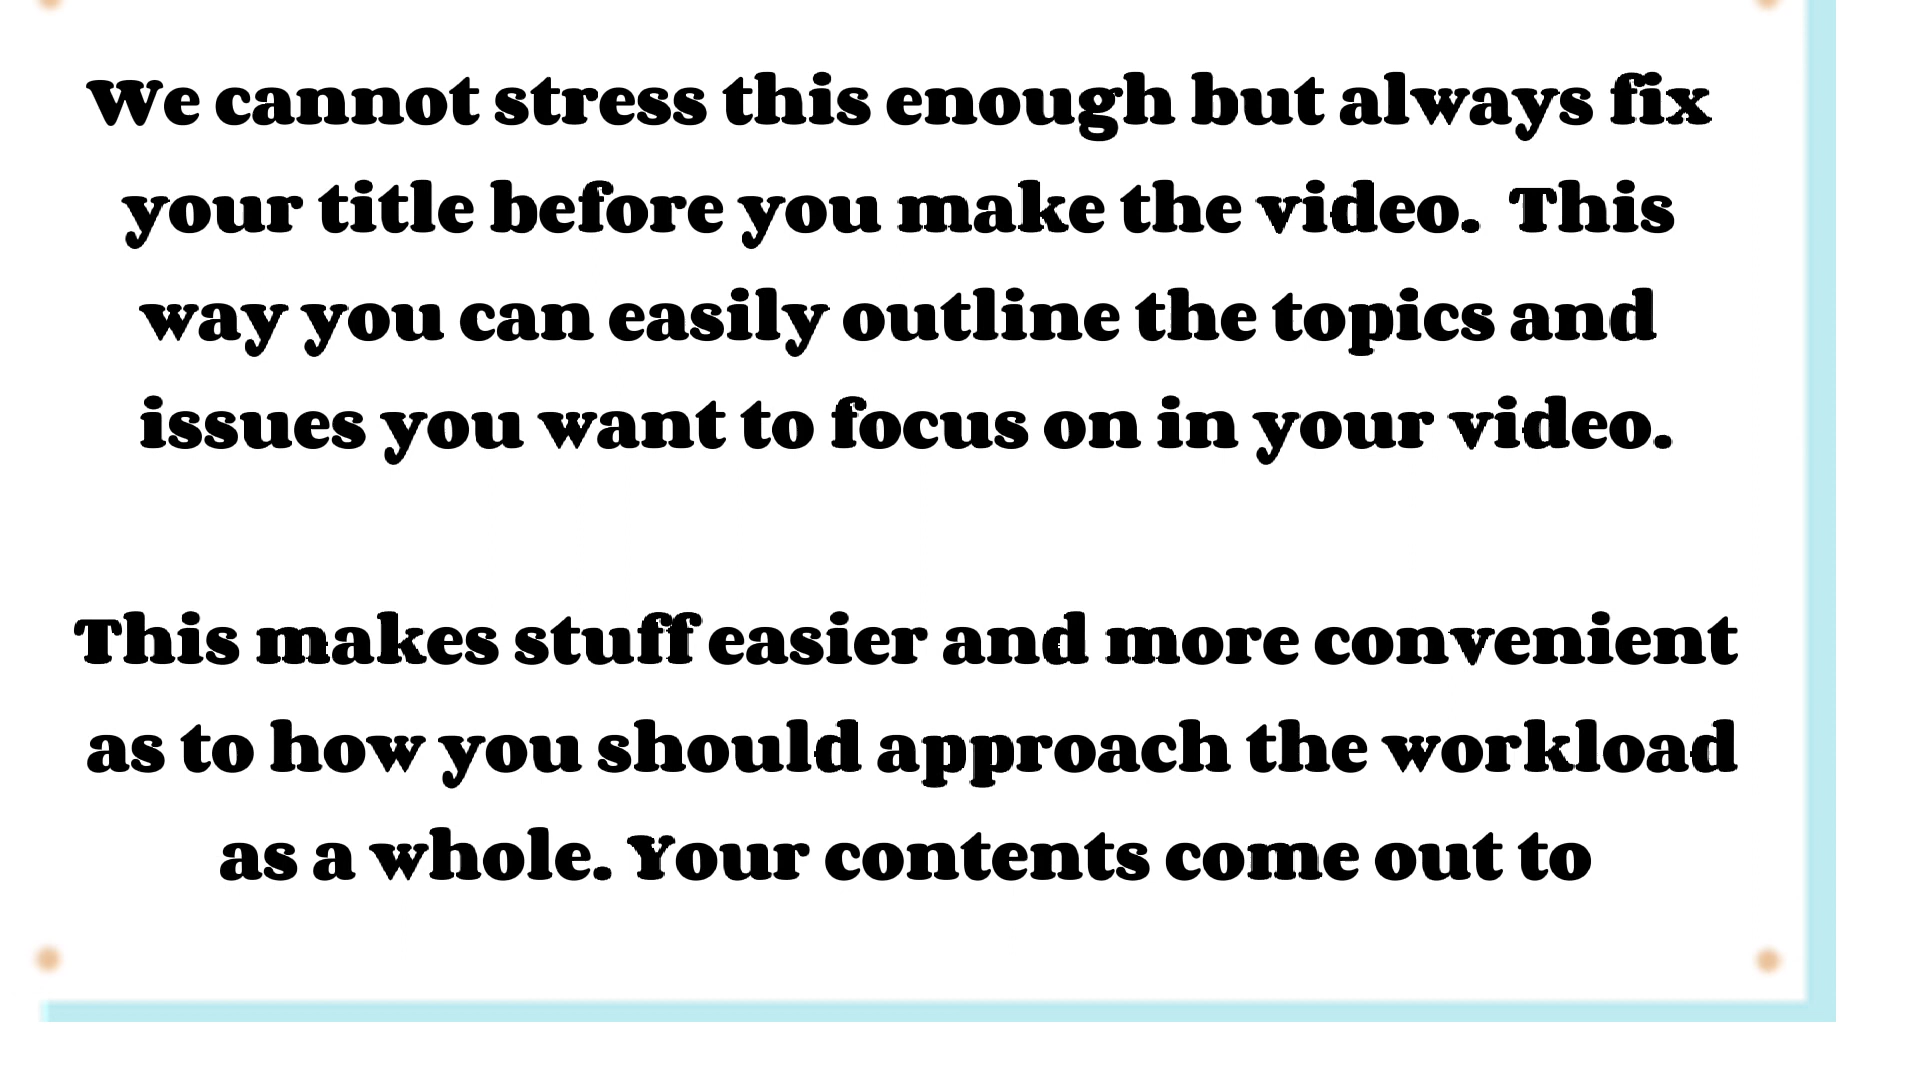 We cannot stress this enough but always fix
your title before you make the video.  This
way you can easily outline the topics and
issues you want to focus on in your video.
This makes stuff easier and more convenient
as to how you should approach the workload
as a whole. Your contents come out to